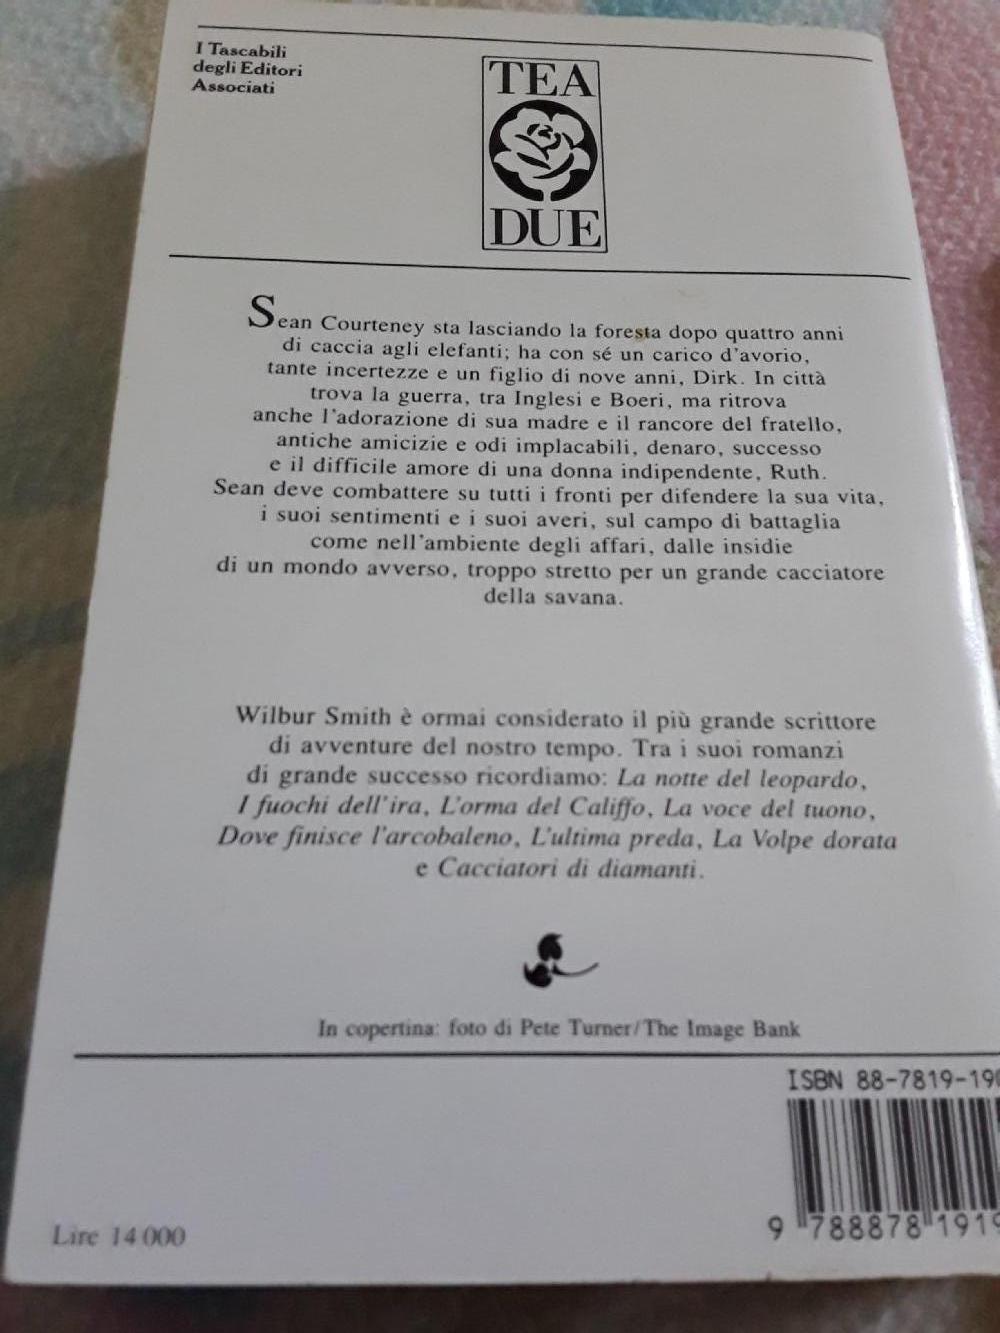 I Tascabili
degli Editori
Associati
TEA
DUE
Sean Courteney sta lasciando la foresta dopo quattro anni
di caccia agli elefanti; ha con sé un carico d'avorio,
tante incertezze e un figlio di nove anni, Dirk. In città
trova la guerra, tra Inglesi e Boeri, ma ritrova
anche l'adorazione di sua madre e il rancore del fratello,
antiche amicizie e odi implacabili, denaro, successo
e il difficile amore di una donna indipendente, Ruth.
Sean deve combattere su tutti i fronti per difendere la sua vita,
i suoi sentimenti e i suoi averi, sul campo di battaglia
come nell'ambiente degli affari, dalle insidie
di un mondo avverso, troppo stretto per un grande cacciatore
della savana.
Wilbur Smith è ormai considerato il più grande scrittore
di avventure del nostro tempo. Tra i suoi romanzi
di grande successo ricordiamo: La notte del leopardo,
I fuochi dell'ira, L'orma del Califfo, La voce del tuono,
Dove finisce l'arcobaleno, L'ultima preda, La Volpe dorata
e Cacciatori di diamanti.
In copertina: foto di Pete Turner/The Image Bank
ISBN 88-7819-19
9 788878 191
Lire 14 000